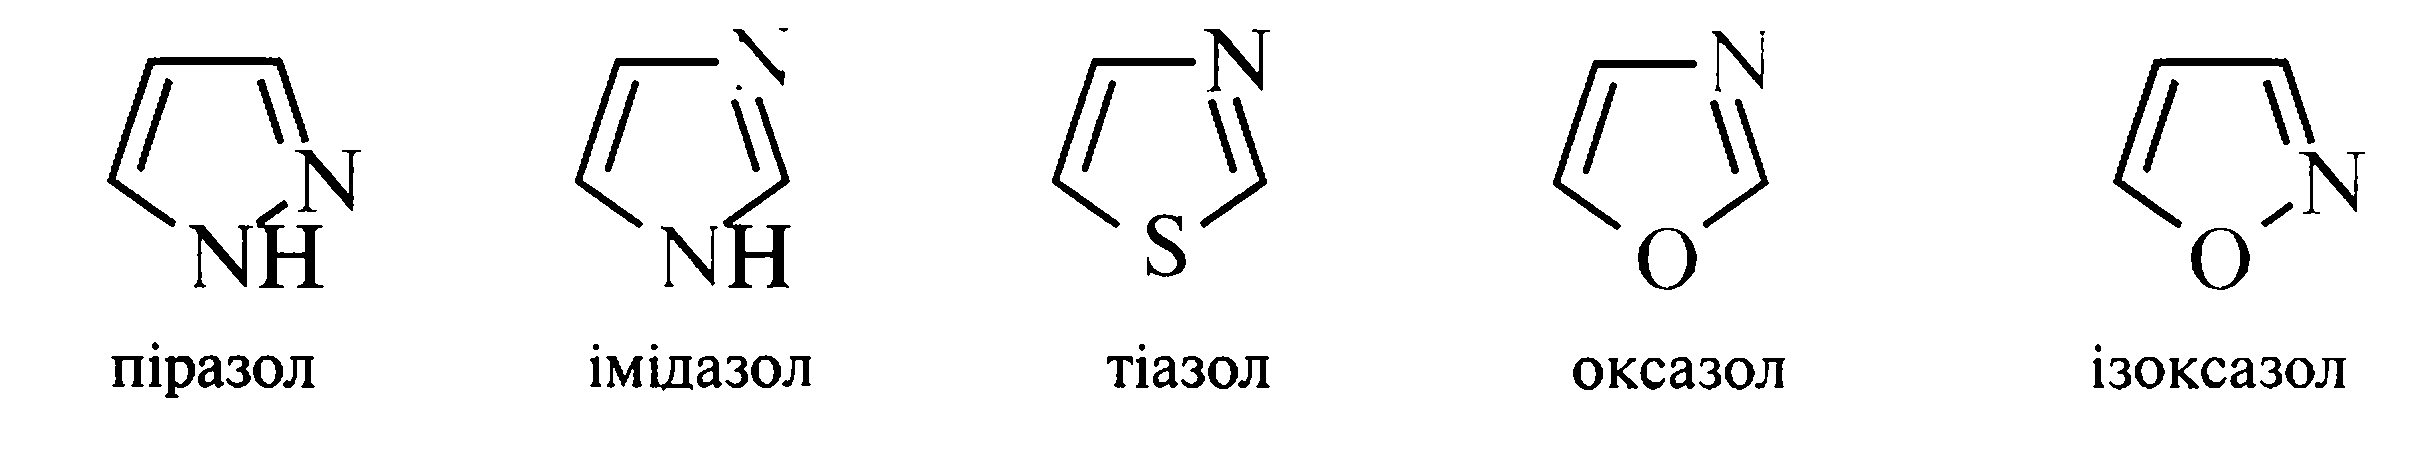 N N N
N N
NH NH S O O
піразол імідазол тіазол оксазол ізоксазол